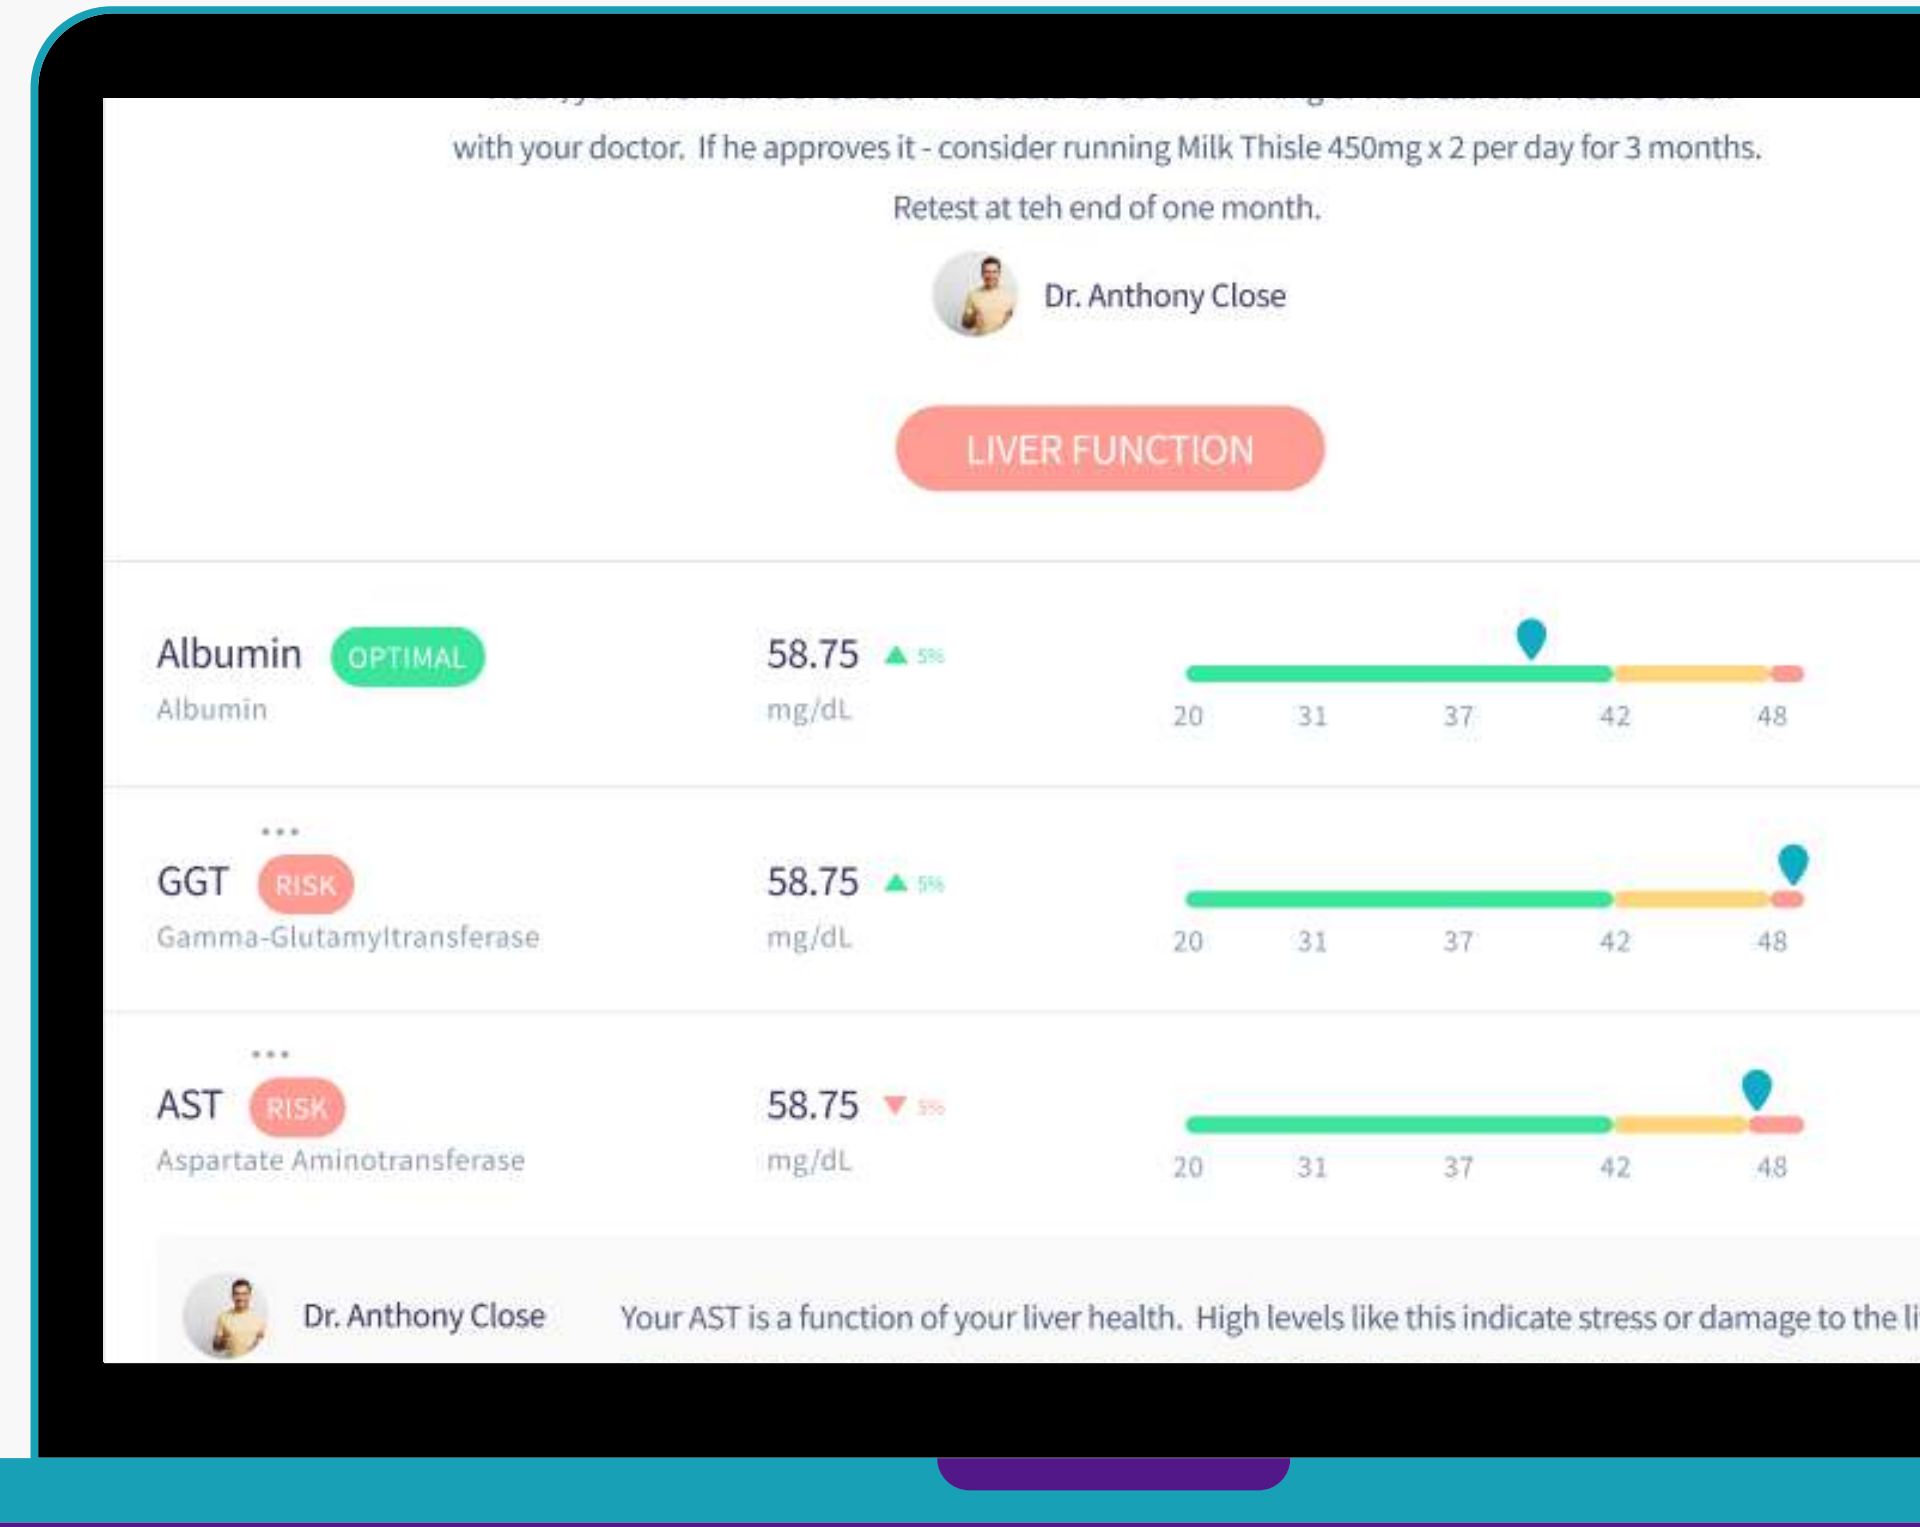 with your doctor. If he approves it - consider running Milk Thisle 450mg x 2 per day for 3 months.
Retest at teh end of one month.
Dr. Anthony Close
LIVER FUNCTION
Albumin OPTIMAL
Albumin
58.75 ▲ 5%
mg/dL
20 31 37 42 48
GGT RISK
Gamma-Glutamyltransferase
58.75 ▲ 5%
mg/dL
20 31 37 42 48
AST RISK
Aspartate Aminotransferase
58.75 ▼ 5%
mg/dL
20 31 37 42 48
Dr. Anthony Close
Your AST is a function of your liver health. High levels like this indicate stress or damage to the li